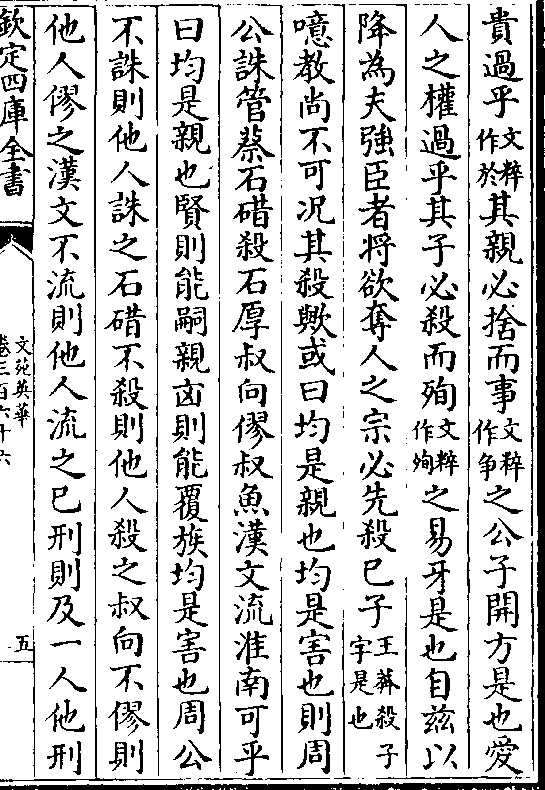 貴過乎文粹作於其親必捨而事文粹作争之公子開方是也愛
人之權過乎其子必殺而殉文粹作殉之易牙是也自兹以
降為夫強臣者将欲奪人之宗必先殺已子王莽殺子宇是也
噫教尚不可况其殺歟或曰均是親也均是害也則周
公誅管蔡石碏殺石厚叔向僇叔魚漢文流淮南可乎
曰均是親也賢則能嗣親凶則能覆族均是害也周公
不誅則他人誅之石碏不殺則他人殺之叔向不僇則
他人僇之漢文不流則他人流之已刑則及一人他刑
欽定四庫全書
文苑英華
卷三百六十六
五